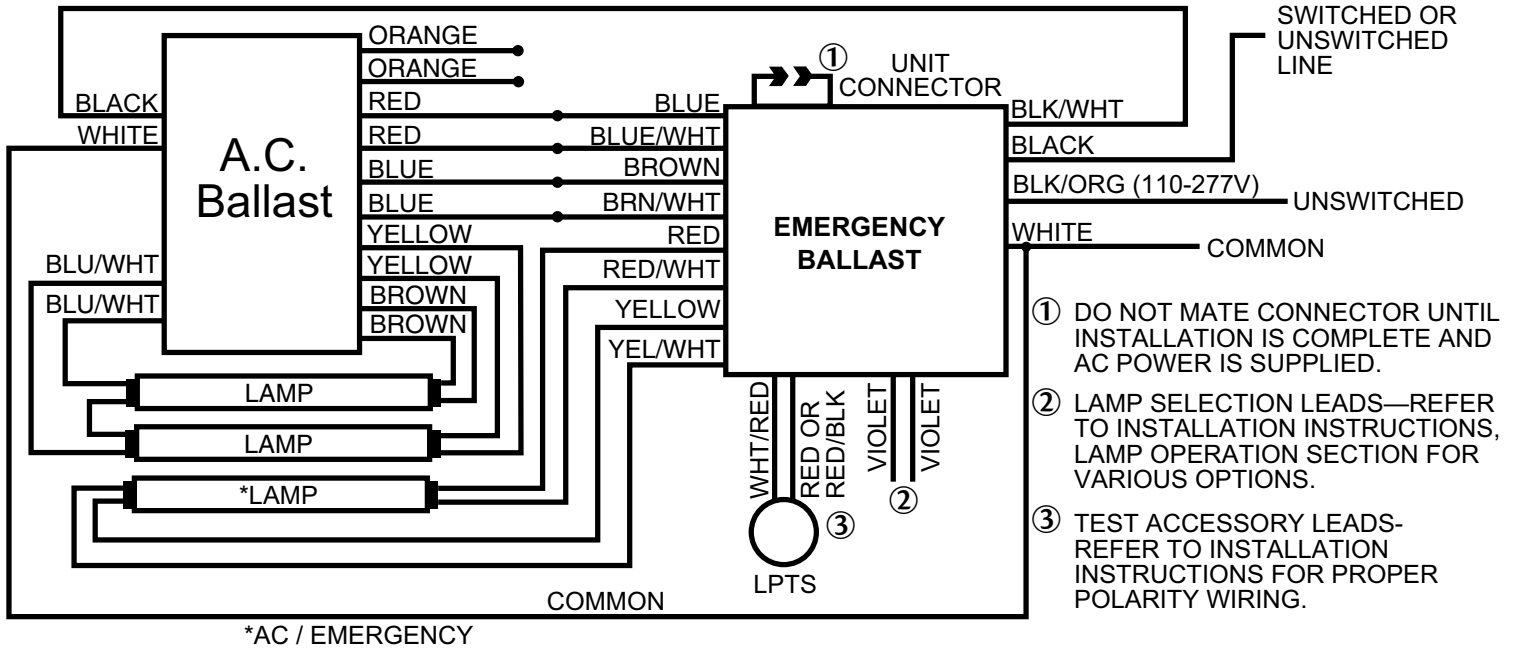 SWITCHED OR
UNSWITCHED
LINE
ORANGE
ORANGE
RED
RED
BLUE
BLUE
YELLOW
YELLOW
BROWN
BROWN
BLACK
WHITE
A.C.
Ballast
BLU/WHT
BLU/WHT
LAMP
LAMP
*LAMP
① UNIT
CONNECTOR
BLUE
BLUE/WHT
BROWN
BRN/WHT
RED
RED/WHT
YELLOW
YEL/WHT
EMERGENCY
BALLAST
BLK/WHT
BLACK
BLK/ORG (110-277V)
UNSWITCHED
WHITE
COMMON
WHT/RED
RED OR
RED/BLK
VIOLET
VIOLET
②
③
LPTS
COMMON
*AC / EMERGENCY
① DO NOT MATE CONNECTOR UNTIL
INSTALLATION IS COMPLETE AND
AC POWER IS SUPPLIED.
② LAMP SELECTION LEADS—REFER
TO INSTALLATION INSTRUCTIONS,
LAMP OPERATION SECTION FOR
VARIOUS OPTIONS.
③ TEST ACCESSORY LEADS-
REFER TO INSTALLATION
INSTRUCTIONS FOR PROPER
POLARITY WIRING.